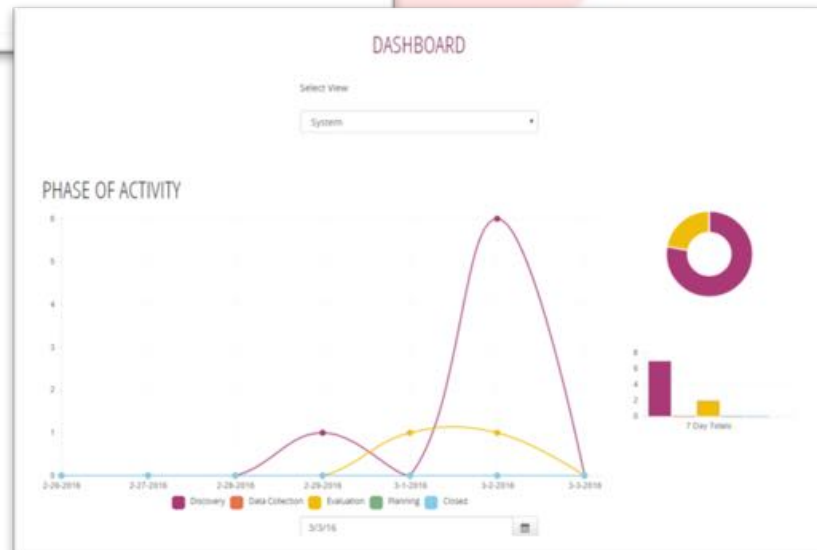 DASHBOARD
Select View
System
PHASE OF ACTIVITY
6
5
4
3
2
1
0
2-26-2016 2-27-2016 2-28-2016 2-29-2016 3-1-2016 3-2-2016 3-3-2016
Discovery Data Collection Evaluation Planning Closed
3/3/16
8
6
4
2
0
7 Day Totals